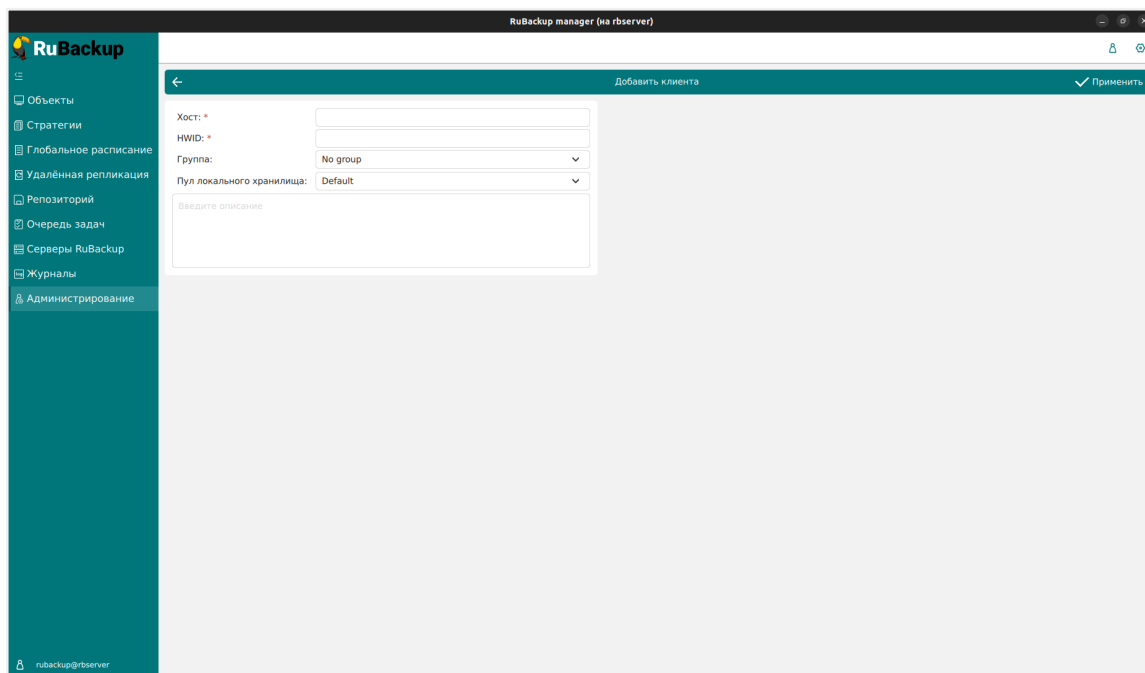 RuBackup manager (на rbserver)
RuBackup
Объекты
Стратегии
Глобальное расписание
Удалённая репликация
Репозиторий
Очередь задач
Серверы RuBackup
Журналы
Администрирование
rubackup@rbserver
Добавить клиента
Применить
Хост: *
HWID: *
Группа: No group
Пул локального хранилища: Default
Введите описание